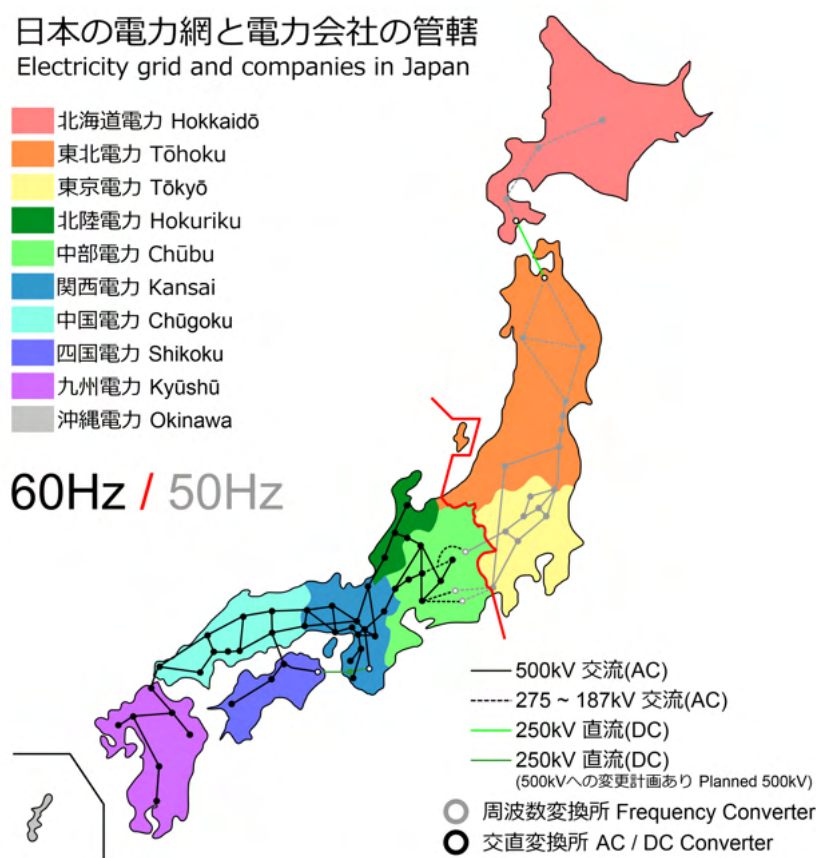 日本の電力網と電力会社の管轄
Electricity grid and companies in Japan
北海道電力 Hokkaidō
東北電力 Tōhoku
東京電力 Tōkyō
北陸電力 Hokuriku
中部電力 Chūbu
関西電力 Kansai
中国電力 Chūgoku
四国電力 Shikoku
九州電力 Kyūshū
沖縄電力 Okinawa
60Hz / 50Hz
500kV 交流(AC)
275 ~ 187kV 交流(AC)
250kV 直流(DC)
250kV 直流(DC)
(500kVへの変更計画あり Planned 500kV)
周波数変換所 Frequency Converter
交直変換所 AC / DC Converter